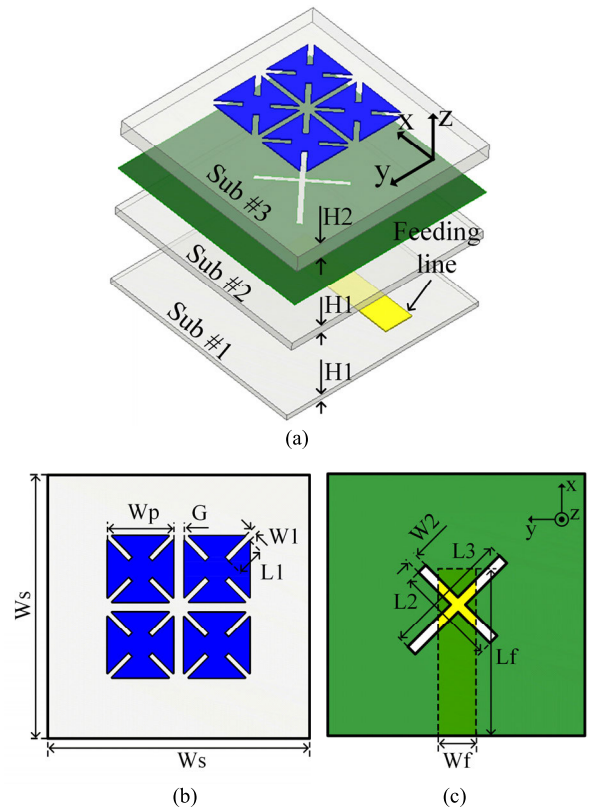 z
x
y
Sub #3
H2
Feeding
line
Sub #2
H1
Sub #1
H1
(a)
Wp
G
W1
L1
Ws
Ws
(b)
x
y
z
W2
L3
L2
Lf
Wf
(c)